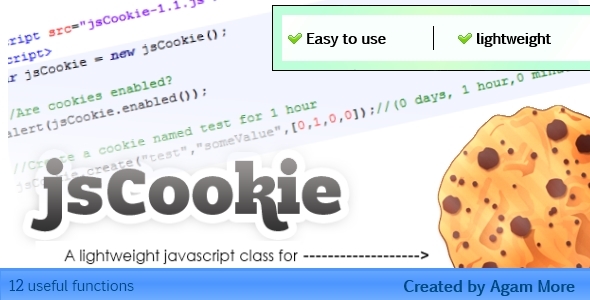 ript src="jsCookie-1.1.js"
script>
r jsCookie = new jsCookie();
//Are cookies enabled?
alert(jsCookie.enabled());
//Create a cookie named test for 1 hour
jsCookie.create("test","someValue",[0,1,0,0]);//(0 days, 1 hour,0 minu
Easy to use
lightweight
jsCookie
A lightweight javascript class for ------------------->
12 useful functions
Created by Agam More